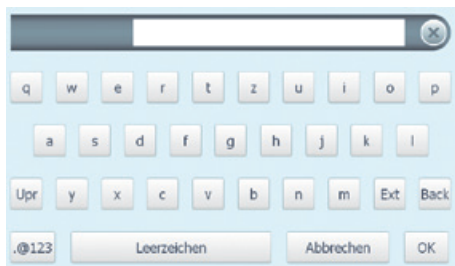 q w e r t z u i o p
a s d f g h j k l
Upr y x c v b n m Ext Back
.@123 Leerzeichen Abbrechen OK